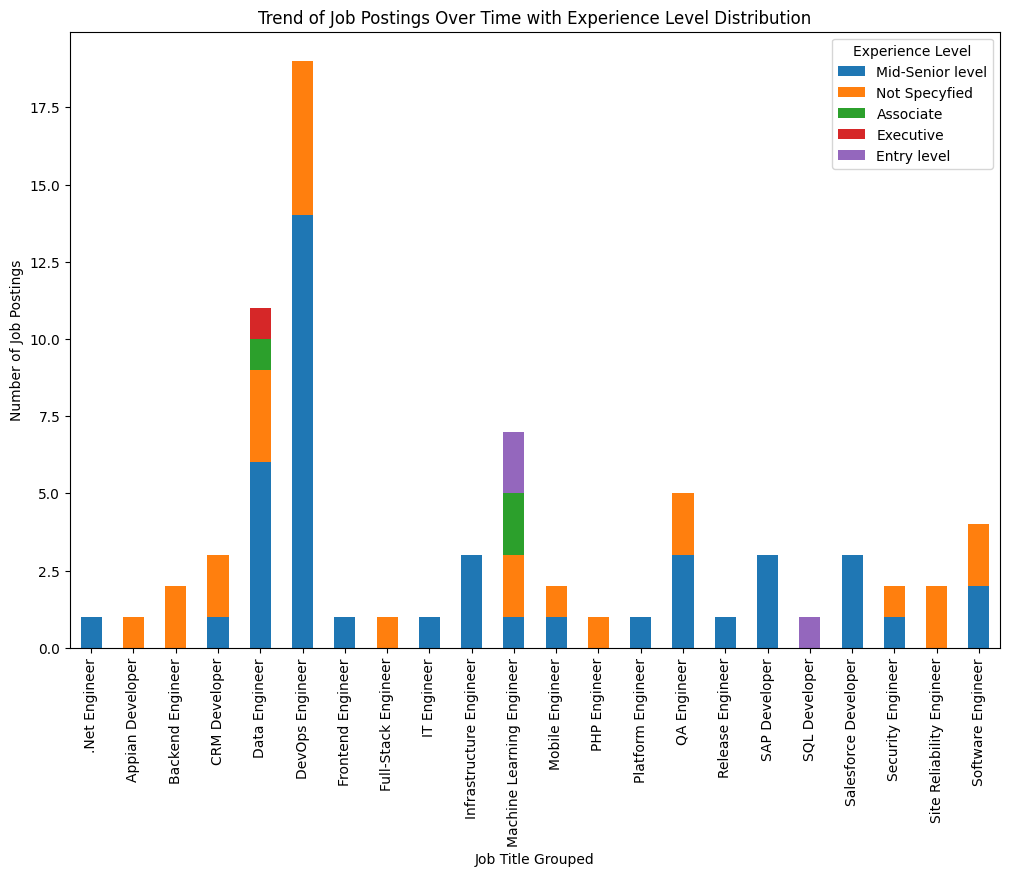 Trend of Job Postings Over Time with Experience Level Distribution
Experience Level
Mid-Senior level
Not Specyfied
Associate
Executive
Entry level
Number of Job Postings
17.5
15.0
12.5
10.0
7.5
5.0
2.5
0.0
.Net Engineer
Appian Developer
Backend Engineer
CRM Developer
Data Engineer
DevOps Engineer
Frontend Engineer
Full-Stack Engineer
IT Engineer
Infrastructure Engineer
Machine Learning Engineer
Mobile Engineer
PHP Engineer
Platform Engineer
QA Engineer
Release Engineer
SAP Developer
SQL Developer
Salesforce Developer
Security Engineer
Site Reliability Engineer
Software Engineer
Job Title Grouped